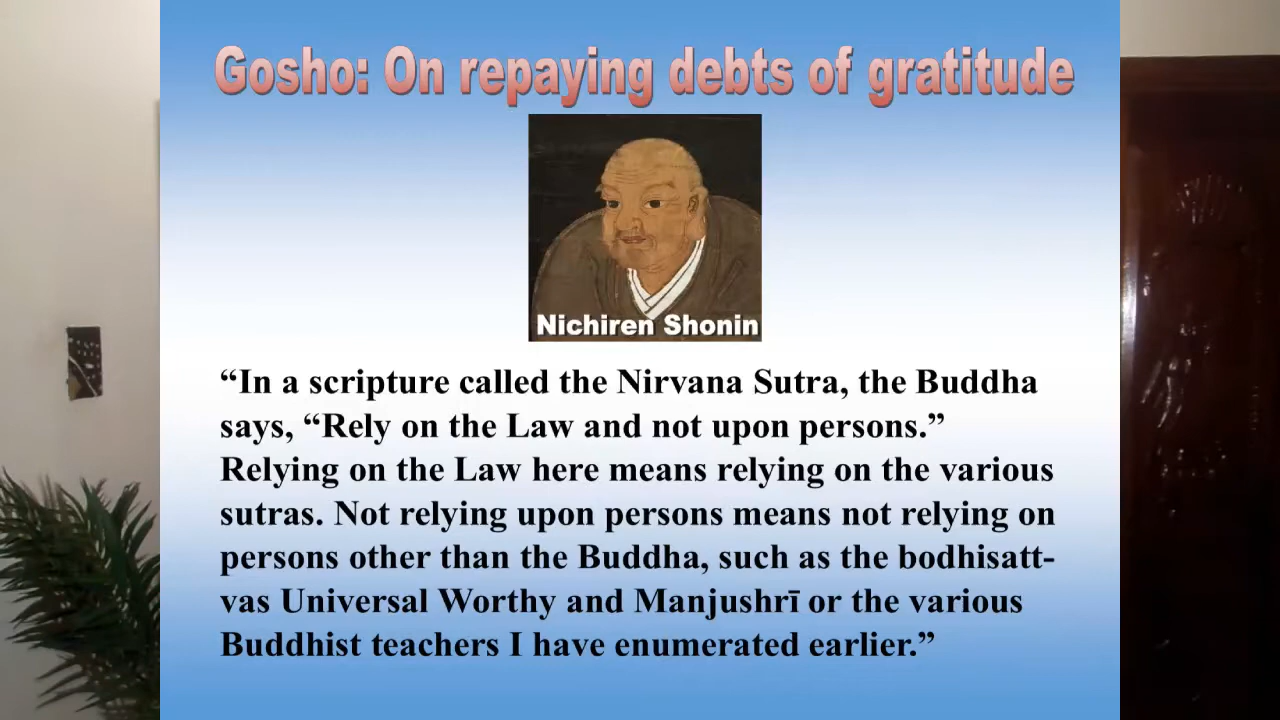 Gosho: On repaying debts of gratitude
Nichiren Shonin
“In a scripture called the Nirvana Sutra, the Buddha
says, “Rely on the Law and not upon persons.”
Relying on the Law here means relying on the various
sutras. Not relying upon persons means not relying on
persons other than the Buddha, such as the bodhisatt-
vas Universal Worthy and Manjushrī or the various
Buddhist teachers I have enumerated earlier.”